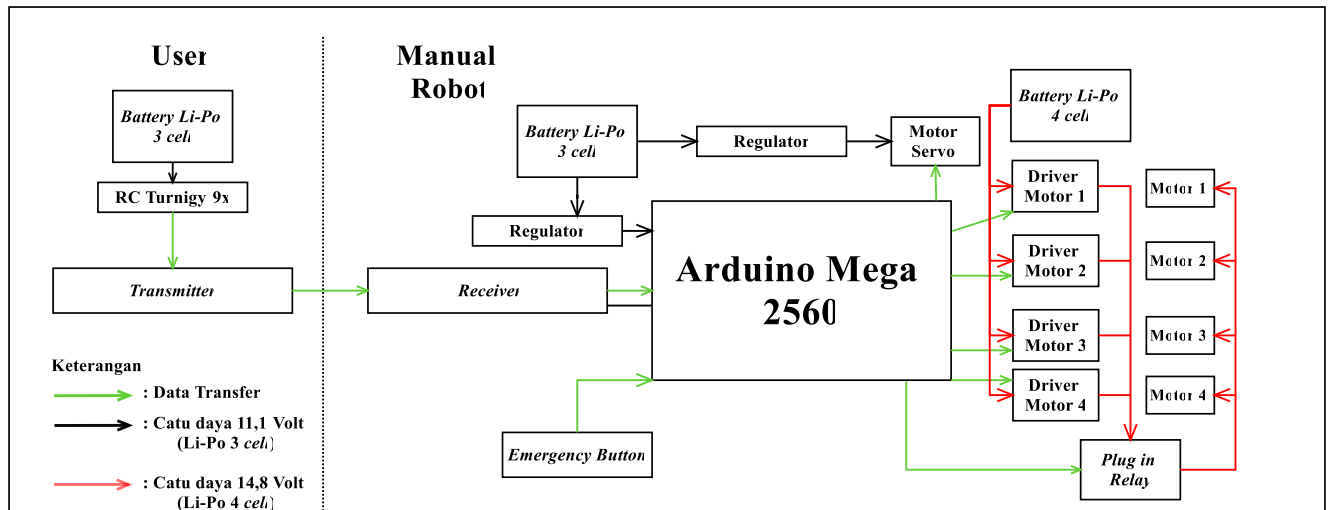 User
Battery Li-Po
3 cell
RC Turnigy 9x
Transmitter
Keterangan
: Data Transfer
: Catu daya 11,1 Volt
(Li-Po 3 cell)
: Catu daya 14,8 Volt
(Li-Po 4 cell)
Manual
Robot
Battery Li-Po
3 cell
Regulator
Motor
Servo
Regulator
Receiver
Arduino Mega
2560
Emergency Button
Battery Li-Po
4 cell
Driver
Motor 1
Driver
Motor 2
Driver
Motor 3
Driver
Motor 4
Motor 1
Motor 2
Motor 3
Motor 4
Plug in
Relay